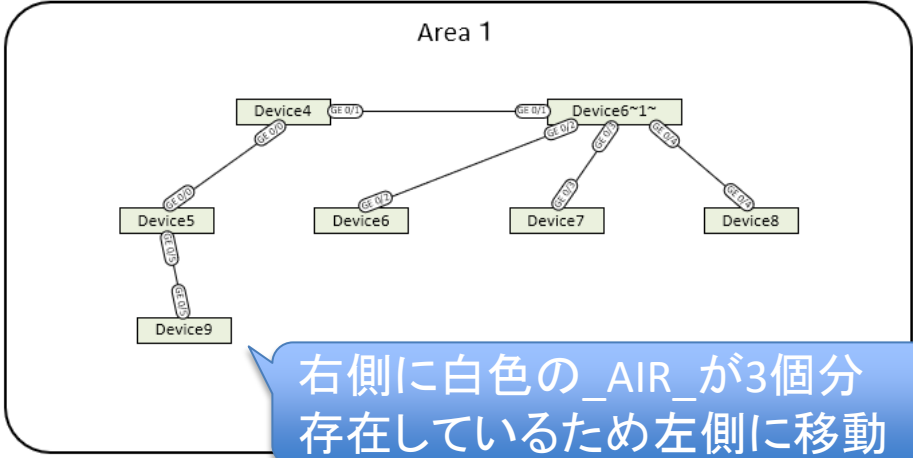 Area 1
Device4 GE 0/1 GE 0/1 Device6~1~
GE 0/0 GE 0/2 GE 0/3 GE 0/4
GE 0/0 GE 0/2 GE 0/3 GE 0/4
Device5 Device6 Device7 Device8
GE 0/5
GE 0/5
Device9
右側に白色の_AIR_が3個分
存在しているため左側に移動